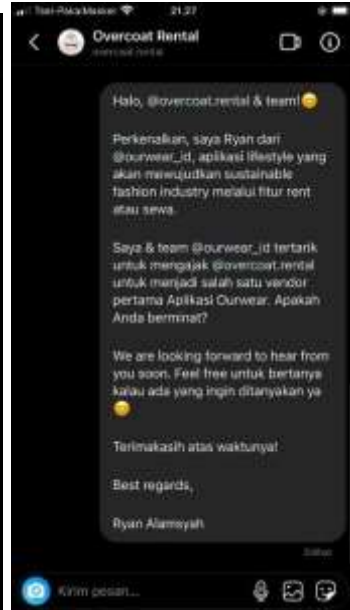 21.27
Overcoat Rental
overcoat.rental
Halo, @overcoat.rental & team!😊
Perkenalkan, saya Ryan dari
@ourwear_id, aplikasi lifestyle yang
akan mewujudkan sustainable
fashion industry melalui fitur rent
atau sewa.
Saya & team @ourwear_id tertarik
untuk mengajak @overcoat.rental
untuk menjadi salah satu vendor
pertama Aplikasi Ourwear. Apakah
Anda berminat?
We are looking forward to hear from
you soon. Feel free untuk bertanya
kalau ada yang ingin ditanyakan ya
😊
Terimakasih atas waktunya!
Best regards,
Ryan Alamsyah
Kirim pesan...